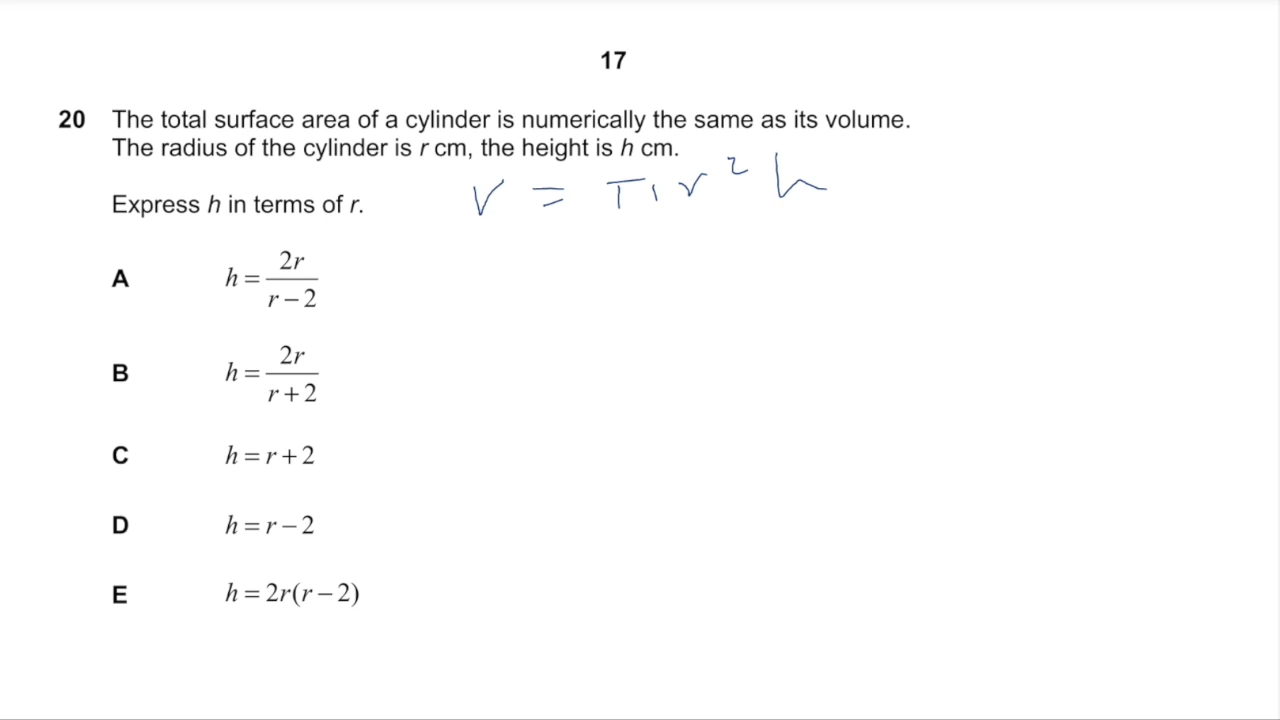 17
20 The total surface area of a cylinder is numerically the same as its volume.
The radius of the cylinder is r cm, the height is h cm.
V = πr²h
Express h in terms of r.
A h = 2r/(r − 2)
B h = 2r/(r + 2)
C h = r + 2
D h = r − 2
E h = 2r(r − 2)